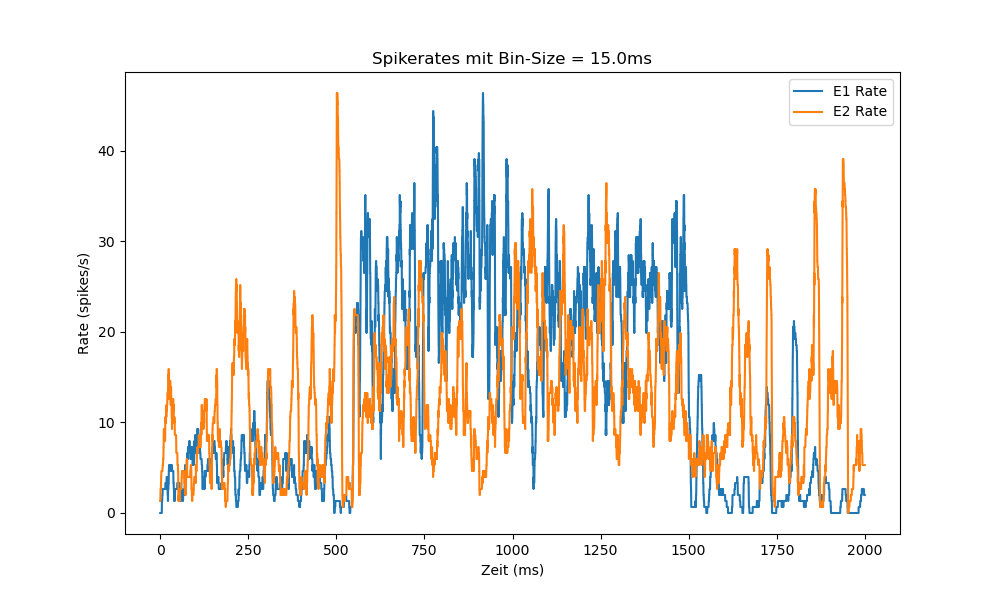 Spikerates mit Bin-Size = 15.0ms
E1 Rate
E2 Rate
Rate (spikes/s)
40
30
20
10
0
0 250 500 750 1000 1250 1500 1750 2000
Zeit (ms)